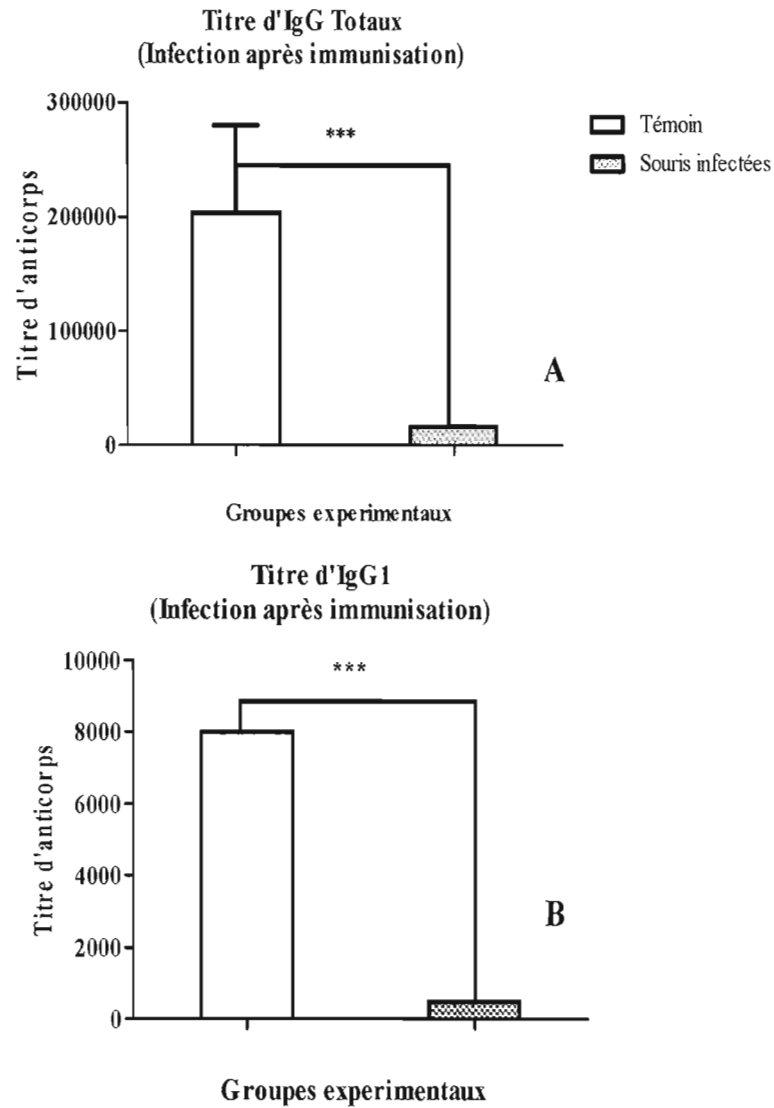 Titre d'IgG Totaux
(Infection après immunisation)
300000
200000
100000
0
Titre d'anticorps
***
Témoin
Souris infectées
A
Groupes experimentaux
Titre d'IgG1
(Infection après immunisation)
10000
8000
6000
4000
2000
0
Titre d'anticorps
***
B
Groupes experimentaux